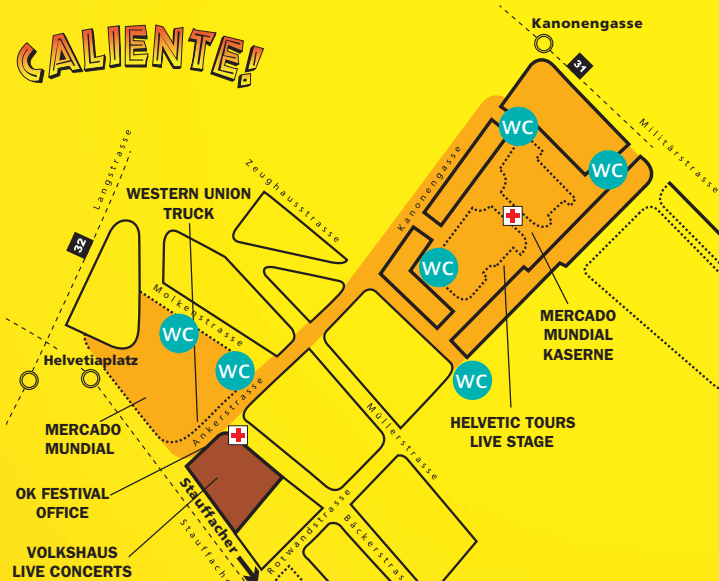 CALIENTE!
Kanonengasse
31
Militärstrasse
WC
WC
Kanonengasse
Langstrasse
Zeughausstrasse
WESTERN UNION
TRUCK
32
WC
Molkenstrasse
WC
MERCADO
MUNDIAL
KASERNE
Helvetiaplatz
WC
WC
Ankerstrasse
MERCADO
MUNDIAL
Müllerstrasse
HELVETIC TOURS
LIVE STAGE
OK FESTIVAL
OFFICE
Stauffacher
Rotwandstrasse
VOLKSHAUS
LIVE CONCERTS